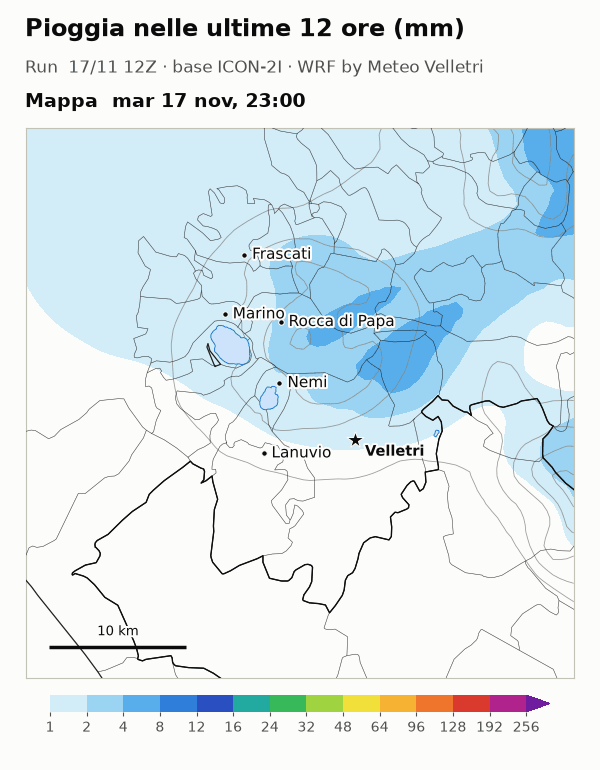 Pioggia nelle ultime 12 ore (mm)
Run  17/11 12Z · base ICON-2I · WRF by Meteo Velletri
Mappa  mar 17 nov, 23:00
Frascati
Marino
Rocca di Papa
Nemi
Velletri
Lanuvio
10 km
1 2 4 8 12 16 24 32 48 64 96 128 192 256